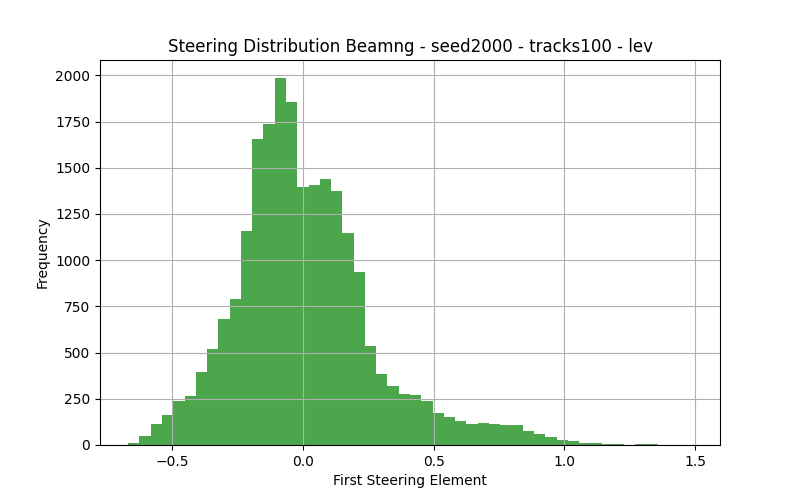 Steering Distribution Beamng - seed2000 - tracks100 - lev
2000
1750
1500
1250
1000
750
500
250
0
Frequency
−0.5 0.0 0.5 1.0 1.5
First Steering Element